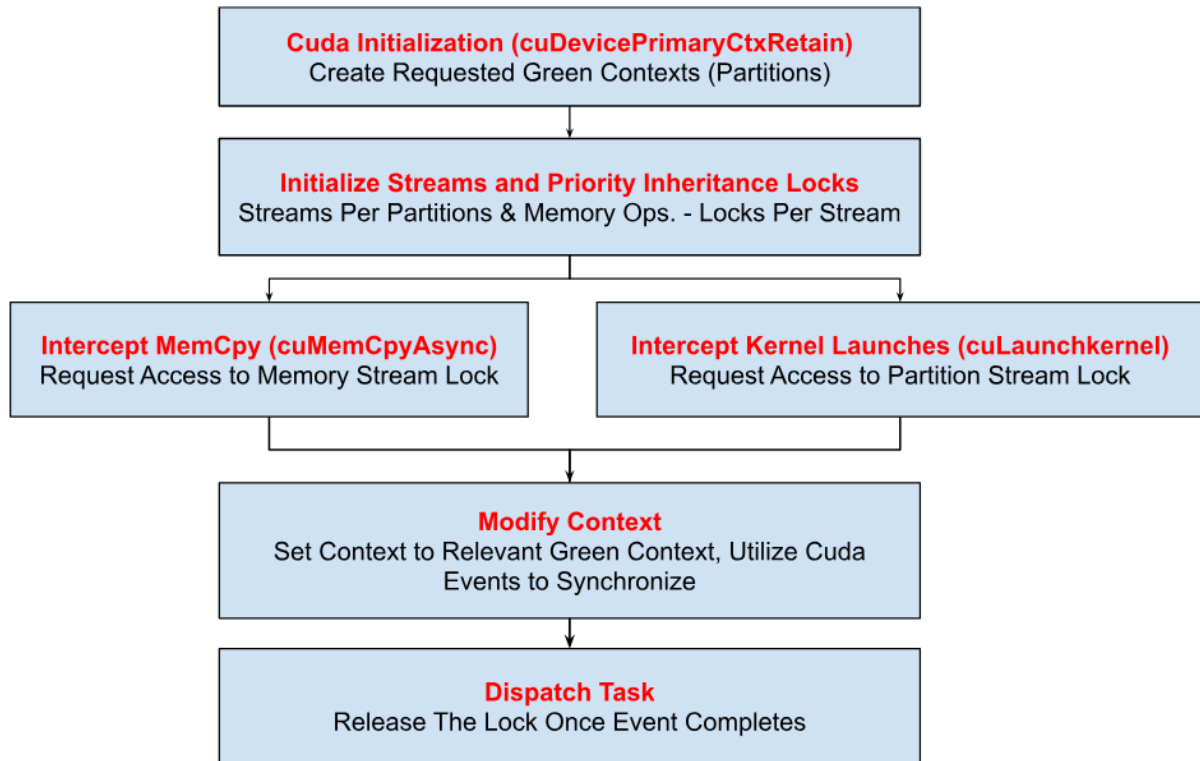 Cuda Initialization (cuDevicePrimaryCtxRetain)
Create Requested Green Contexts (Partitions)
Initialize Streams and Priority Inheritance Locks
Streams Per Partitions & Memory Ops. - Locks Per Stream
Intercept MemCpy (cuMemCpyAsync)
Request Access to Memory Stream Lock
Intercept Kernel Launches (cuLaunchkernel)
Request Access to Partition Stream Lock
Modify Context
Set Context to Relevant Green Context, Utilize Cuda
Events to Synchronize
Dispatch Task
Release The Lock Once Event Completes